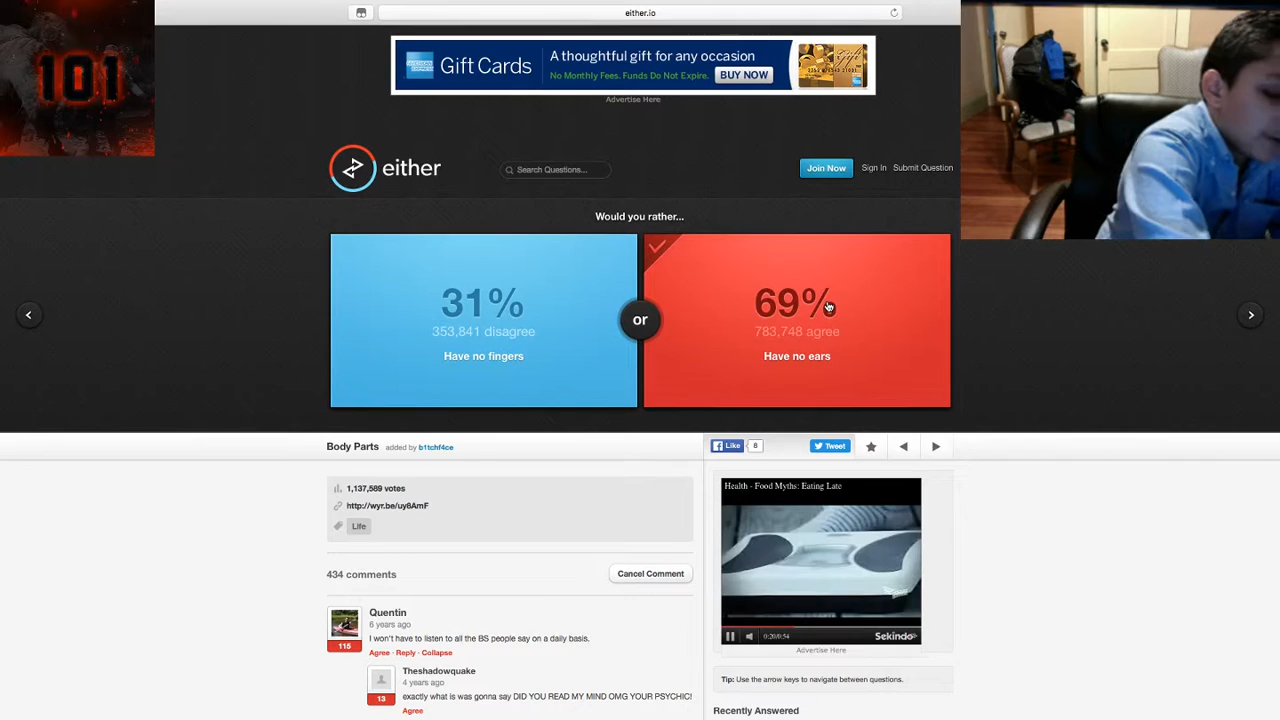 either.io
101
Gift Cards
A thoughtful gift for any occasion
No Monthly Fees. Funds Do Not Expire. BUY NOW
Advertise Here
either
Search Questions...
Join Now Sign In Submit Question
Would you rather...
31%
353,841 disagree
Have no fingers
or
69%
783,748 agree
Have no ears
Body Parts added by b1tchf4ce
Like 8
Tweet
1,137,589 votes
http://wyr.be/uy8AmF
Life
434 comments
Cancel Comment
Quentin
6 years ago
I won't have to listen to all the BS people say on a daily basis.
115
Agree · Reply · Collapse
Theshadowquake
4 years ago
exactly what is was gonna say DID YOU READ MY MIND OMG YOUR PSYCHIC!
13
Agree
Health - Food Myths: Eating Late
0:20/0:54
Sekindo
Advertise Here
Tip: Use the arrow keys to navigate between questions.
Recently Answered